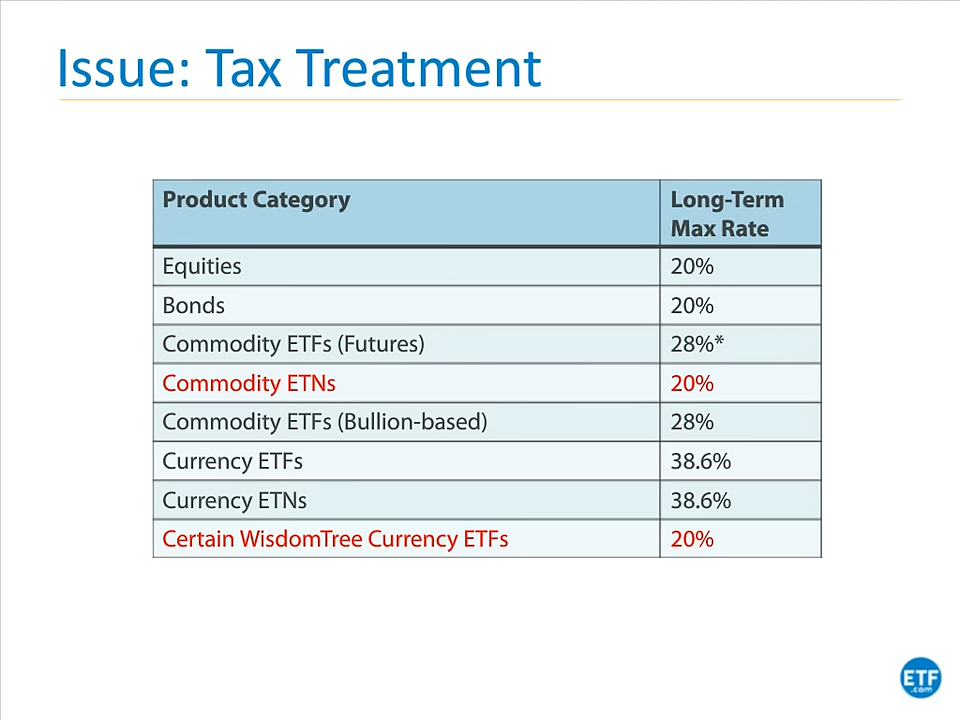 Issue: Tax Treatment
Product Category
Long-Term
Max Rate
Equities 20%
Bonds 20%
Commodity ETFs (Futures) 28%*
Commodity ETNs 20%
Commodity ETFs (Bullion-based) 28%
Currency ETFs 38.6%
Currency ETNs 38.6%
Certain WisdomTree Currency ETFs 20%
ETF
.com